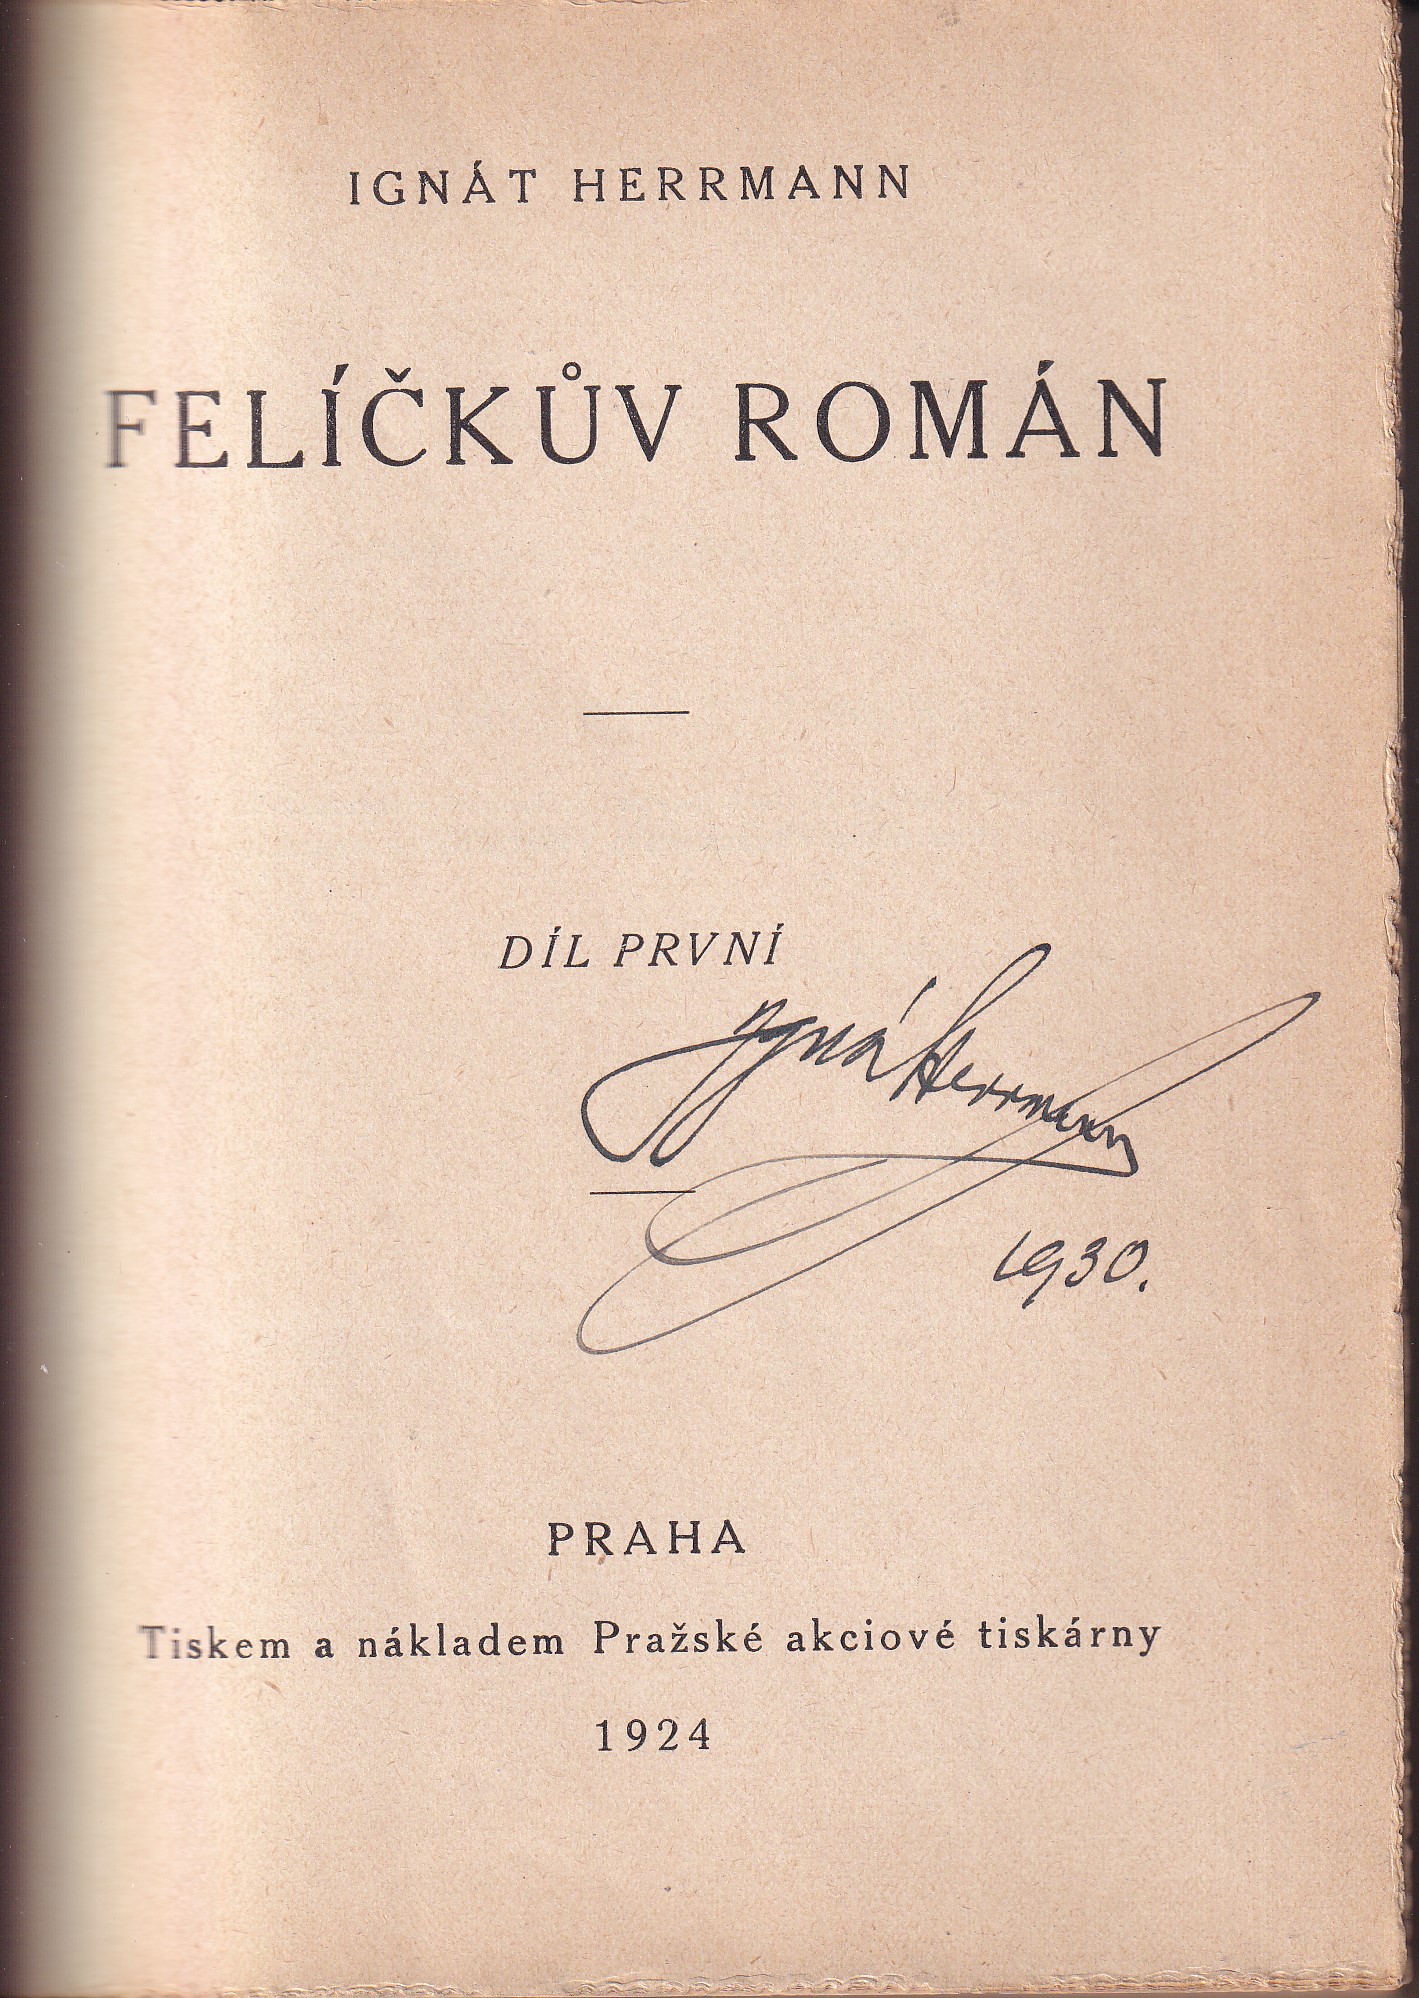 IGNÁT HERRMANN
FELÍČKŮV ROMÁN
DÍL PRVNÍ
Ignát Herrmann
1930.
PRAHA
Tiskem a nákladem Pražské akciové tiskárny
1924